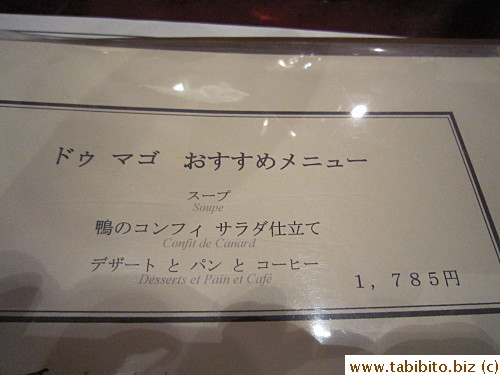 ドゥ マゴ おすすめメニュー
スープ
Soupe
鴨のコンフィ サラダ仕立て
Confit de Canard
デザート と パン と コーヒー
Desserts et Pain et Café
1,785円
www.tabibito.biz (c)